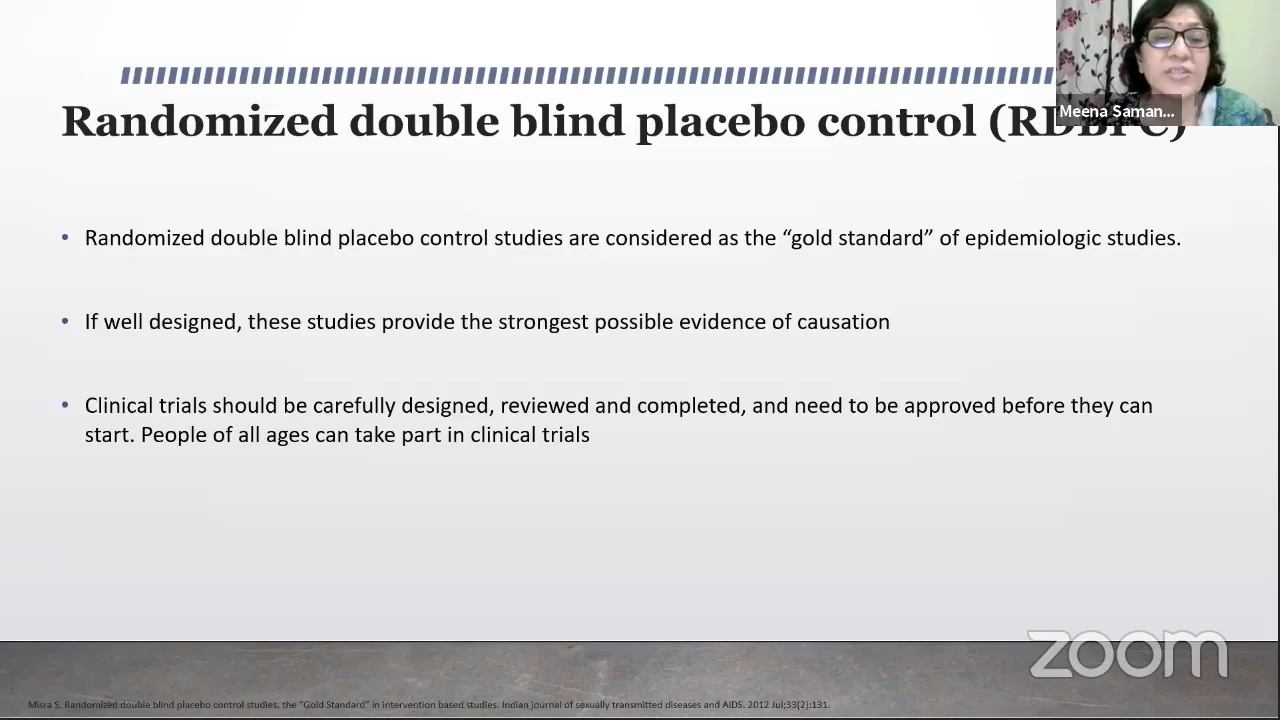 Randomized double blind placebo control (RDBPC)
Meena Saman...
• Randomized double blind placebo control studies are considered as the “gold standard” of epidemiologic studies.
• If well designed, these studies provide the strongest possible evidence of causation
• Clinical trials should be carefully designed, reviewed and completed, and need to be approved before they can
start. People of all ages can take part in clinical trials
zoom
Misra S. Randomized double blind placebo control studies, the "Gold Standard" in intervention based studies. Indian journal of sexually transmitted diseases and AIDS. 2012 Jul;33(2):131.